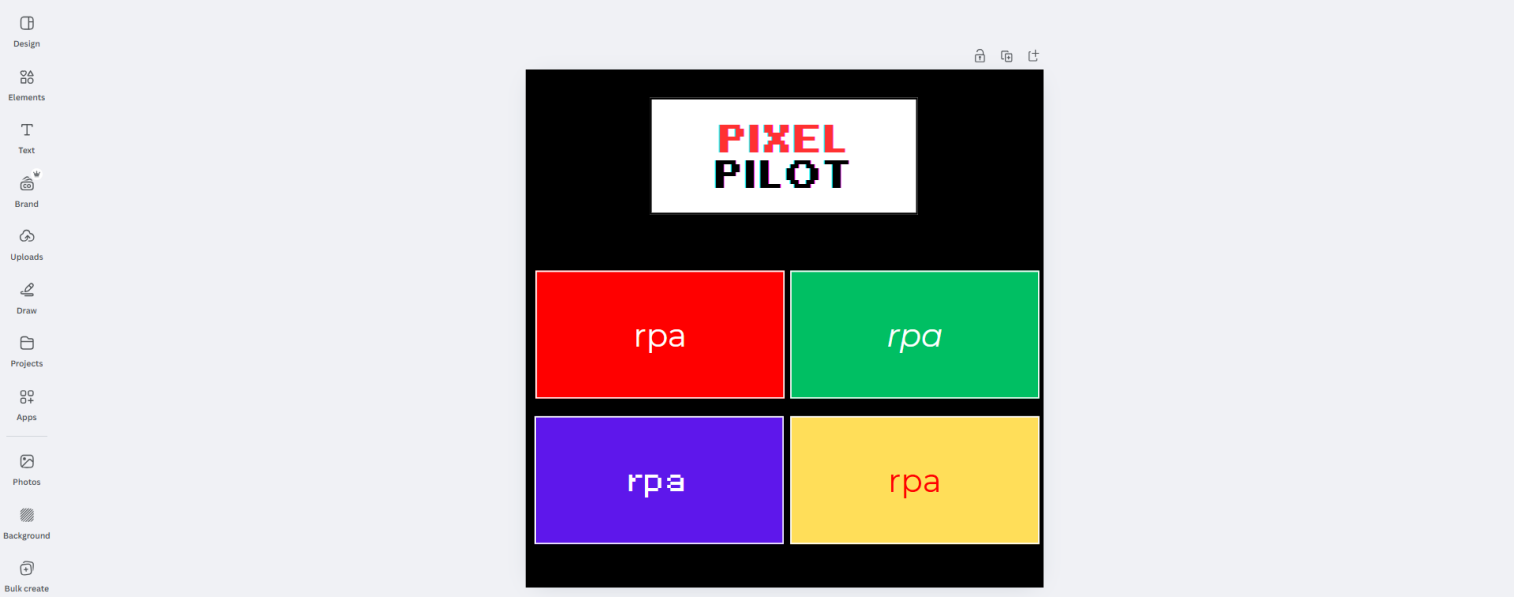 Design
Elements
Text
Brand
Uploads
Draw
Projects
Apps
Photos
Background
Bulk create
PIXEL
PILOT
rpa
rpa
rpa
rpa